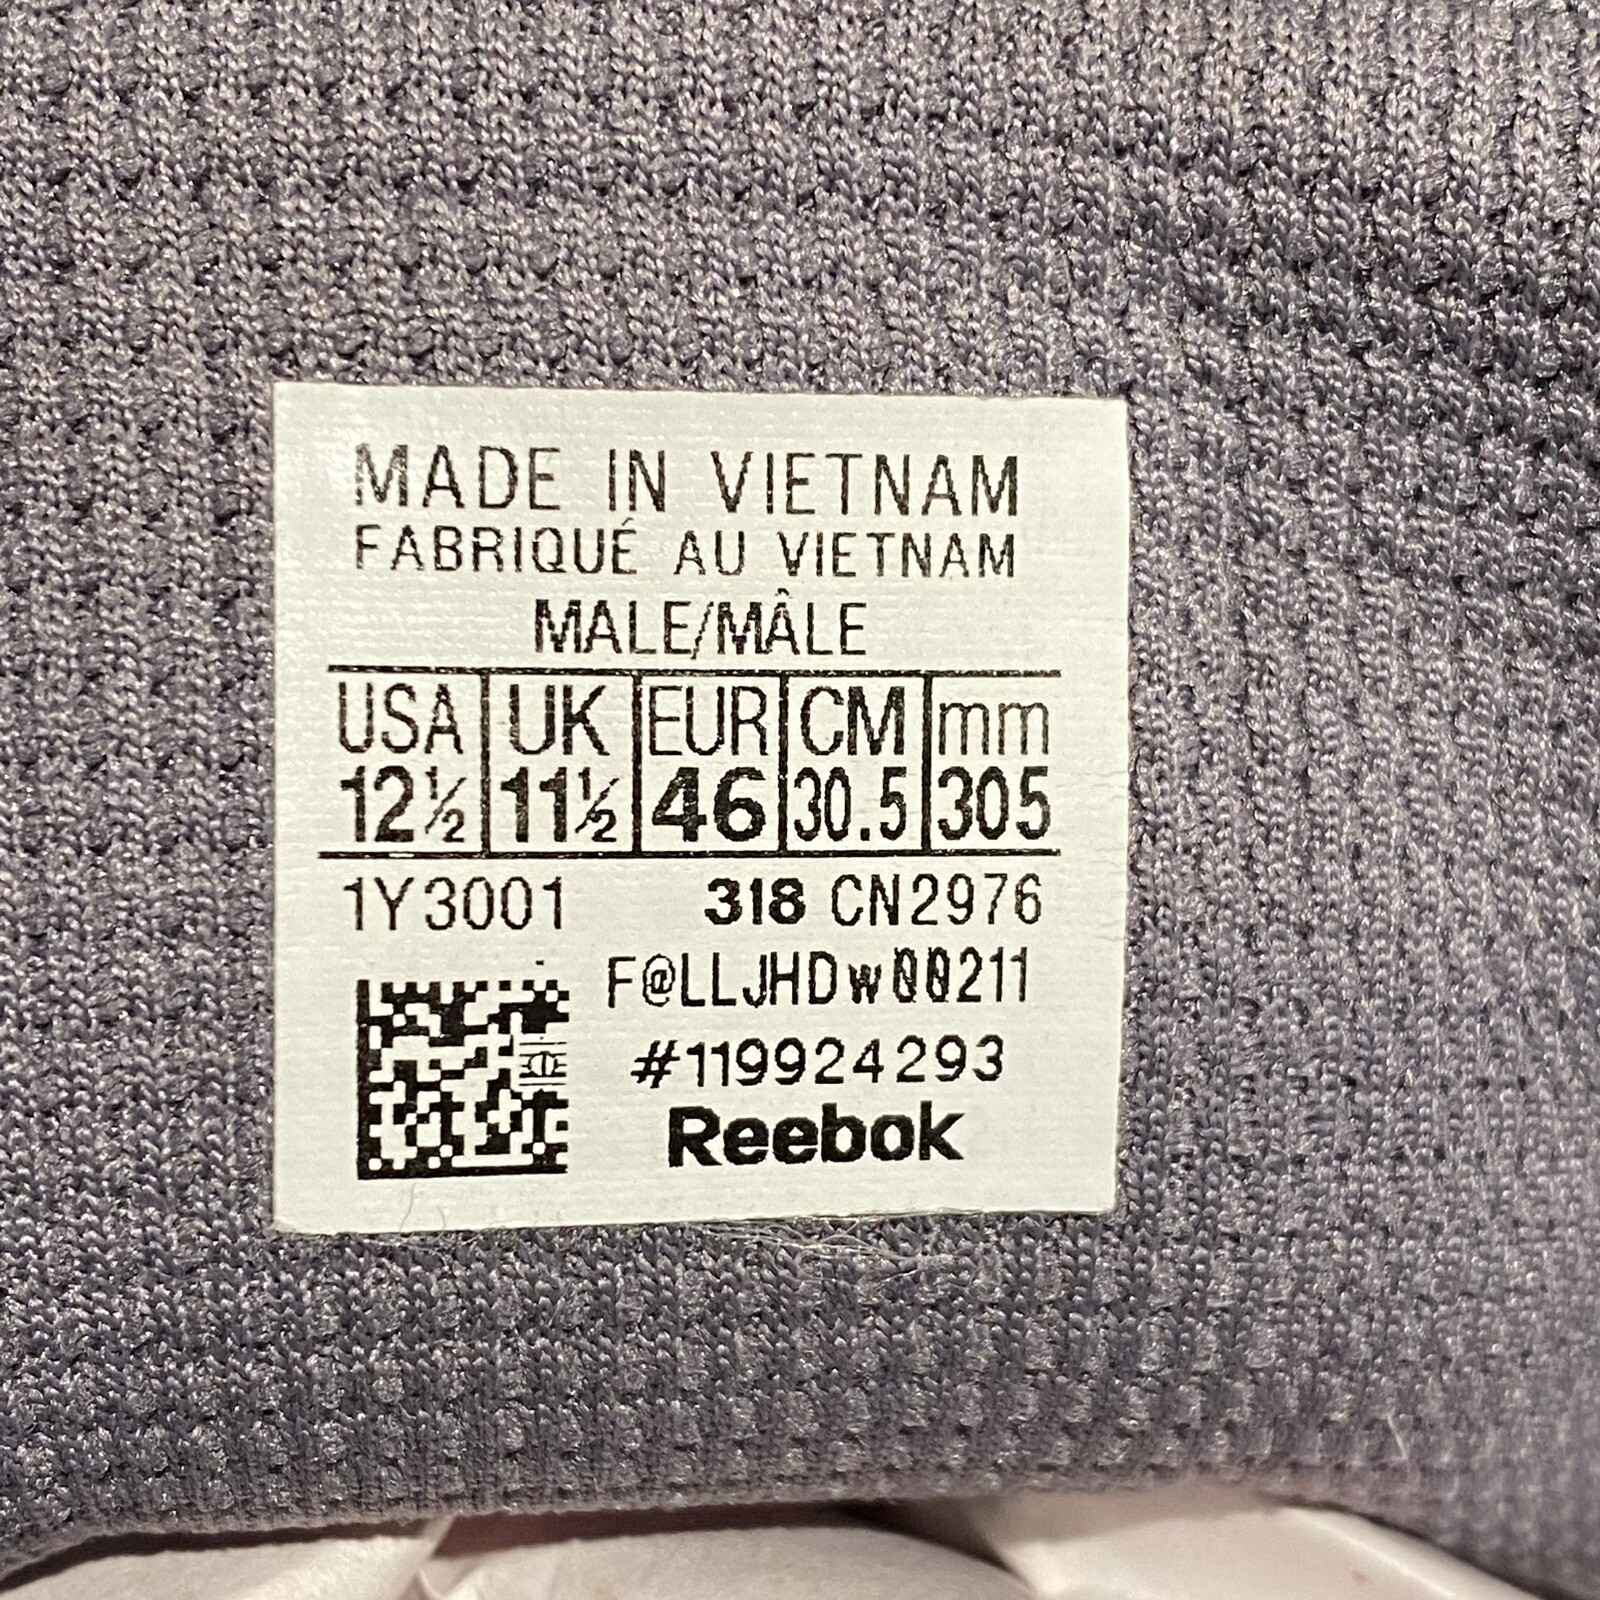 MADE IN VIETNAM
FABRIQUÉ AU VIETNAM
MALE/MÂLE
USA UK EUR CM mm
12½ 11½ 46 30.5 305
1Y3001 318 CN2976
F@LLJHDw00211
#119924293
Reebok